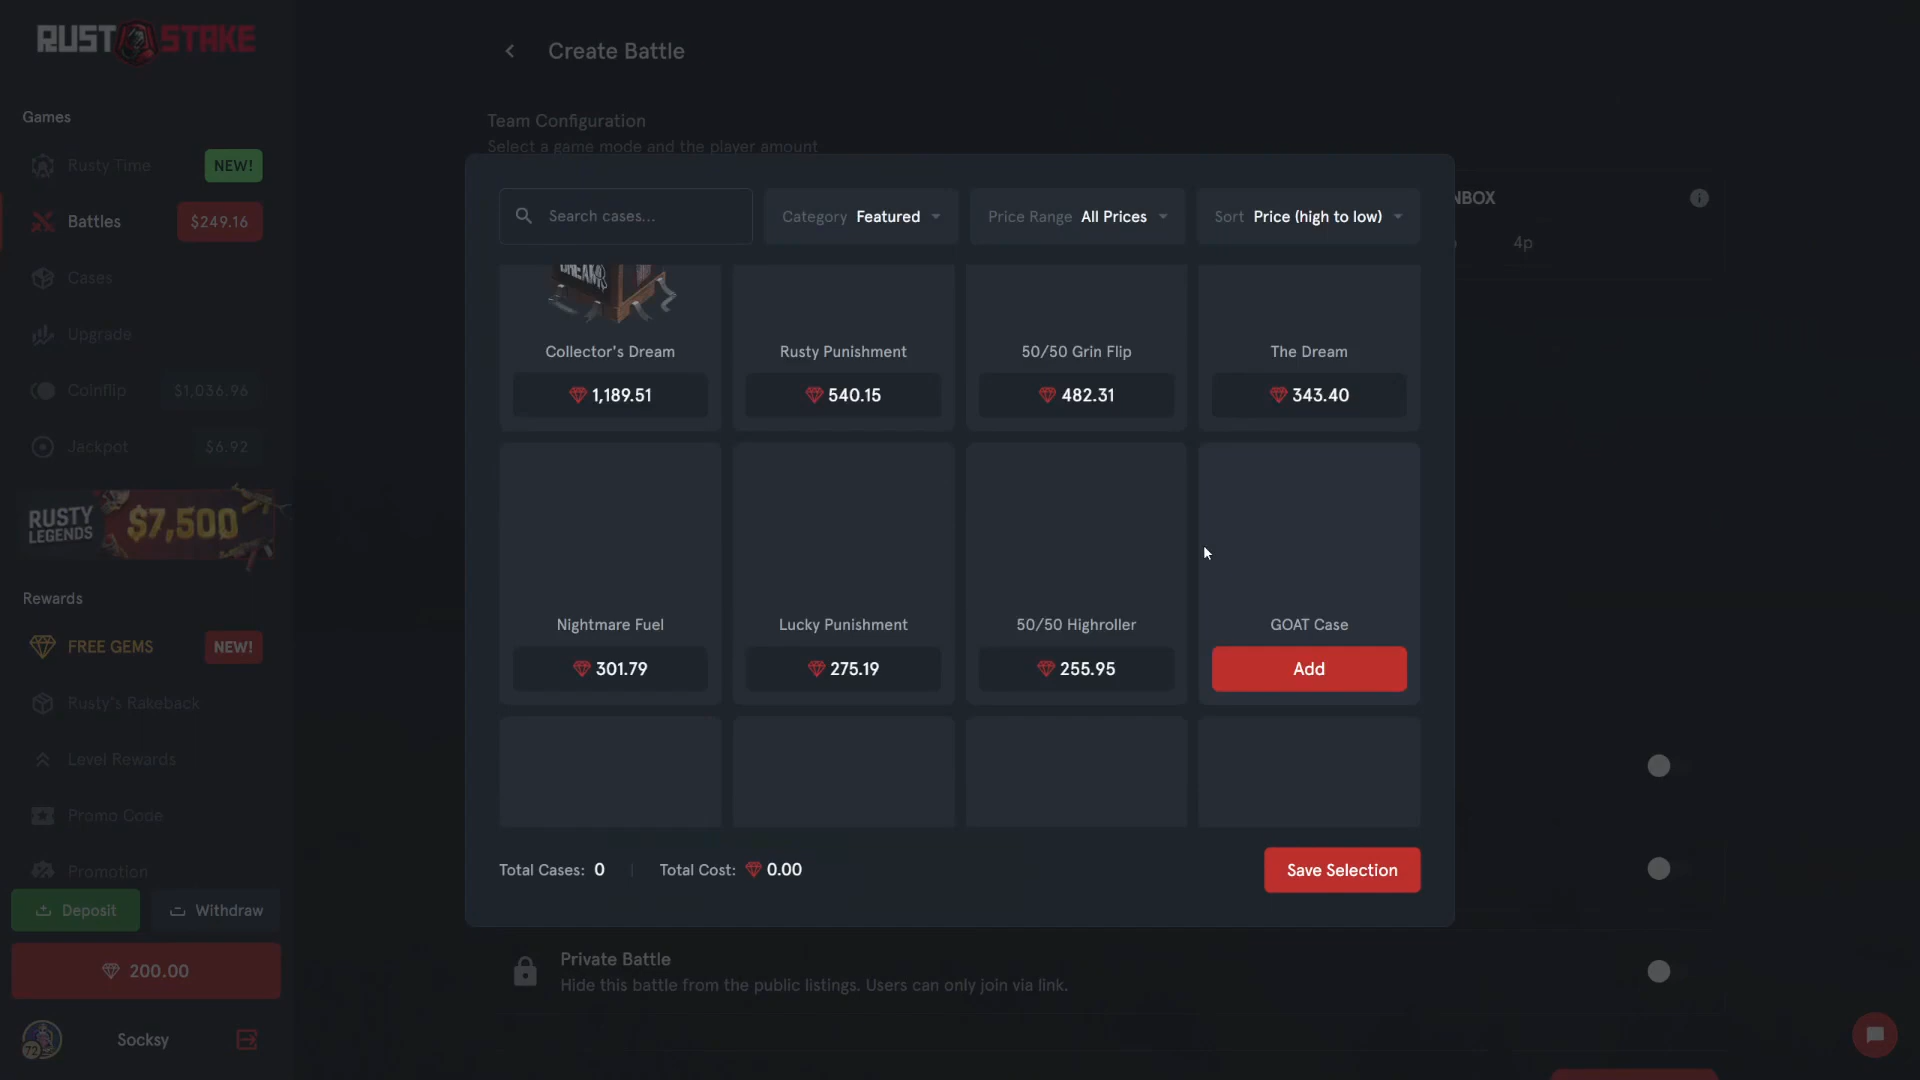 RUST STAKE
Create Battle
Games
Team Configuration
Select a game mode and the player amount
Rusty Time NEW!
Battles $249.16
Cases
Upgrade
Coinflip $1,036.96
Jackpot $6.92
RUSTY
LEGENDS $7,500
Rewards
FREE GEMS NEW!
Rusty's Rakeback
Level Rewards
Promo Code
Promotion
Deposit Withdraw
200.00
72 Socksy
4p
Search cases...
Category Featured
Price Range All Prices
Sort Price (high to low)
Collector's Dream
1,189.51
Rusty Punishment
540.15
50/50 Grin Flip
482.31
The Dream
343.40
Nightmare Fuel
301.79
Lucky Punishment
275.19
50/50 Highroller
255.95
GOAT Case
Add
Total Cases: 0 | Total Cost: 0.00
Save Selection
Private Battle
Hide this battle from the public listings. Users can only join via link.